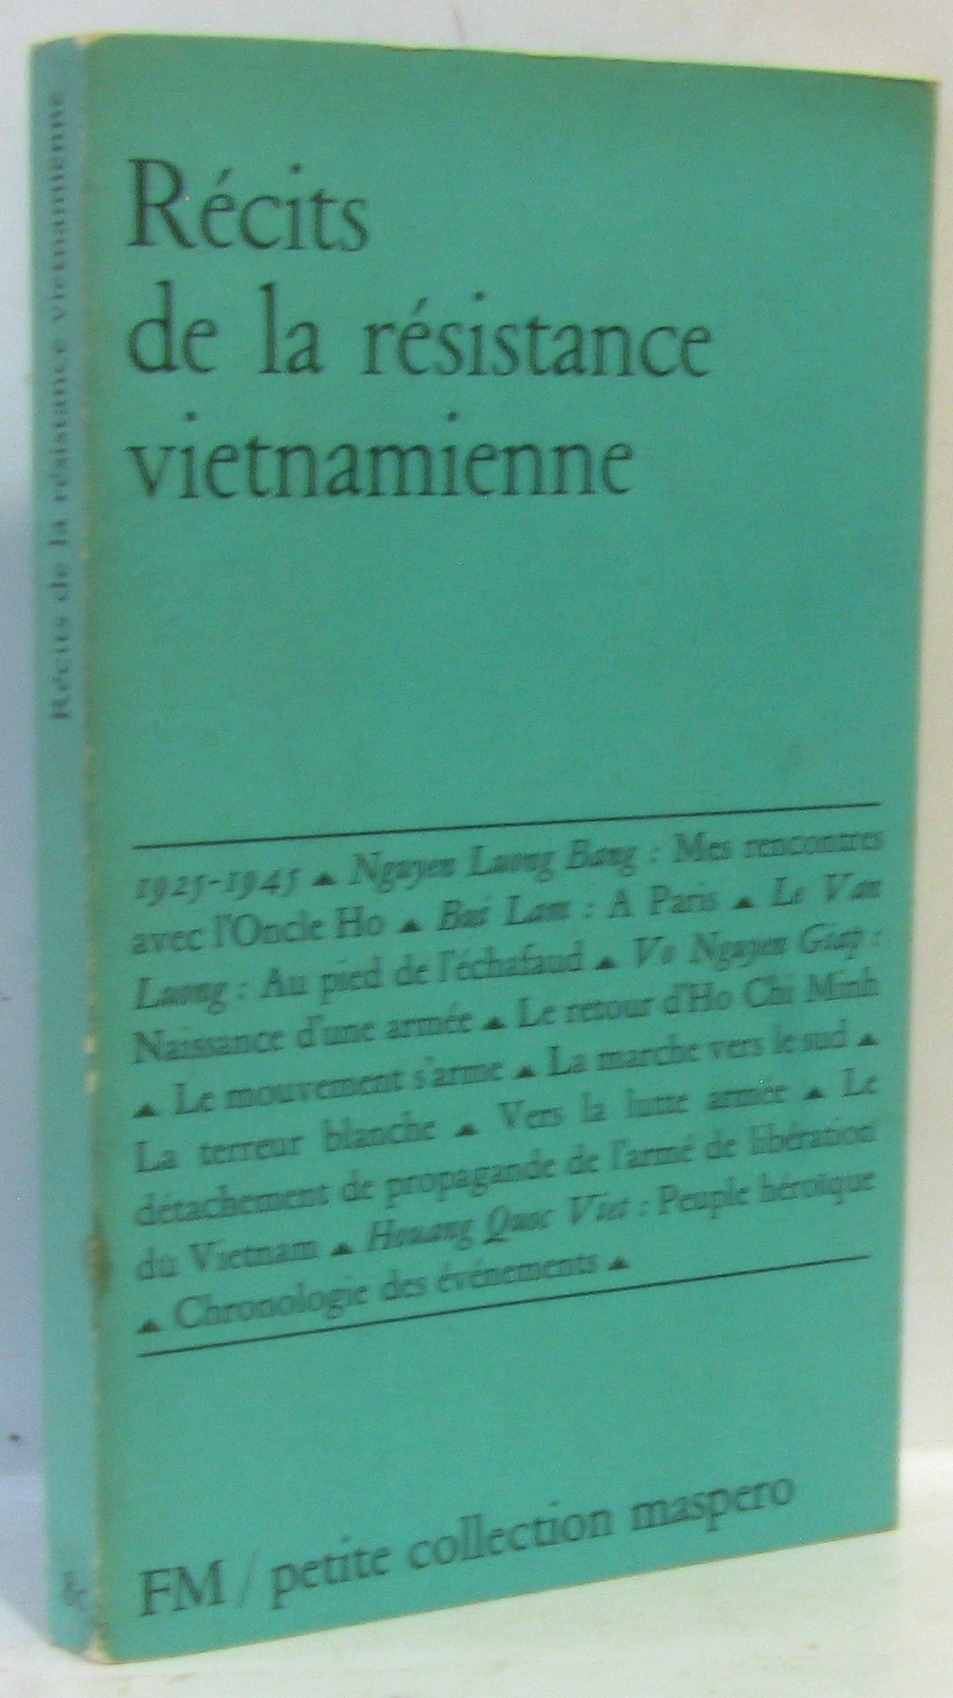 Récits
de la résistance
vietnamienne
1925-1945 ▲ Nguyen Luong Bang : Mes rencontres
avec l'Oncle Ho ▲ Bui Lam : A Paris ▲ Le Van
Luong : Au pied de l'échafaud ▲ Vo Nguyen Giap :
Naissance d'une armée ▲ Le retour d'Ho Chi Minh
▲ Le mouvement s'arme ▲ La marche vers le sud ▲
La terreur blanche ▲ Vers la lutte armée ▲ Le
détachement de propagande de l'armé de libération
du Vietnam ▲ Houang Quoc Viet : Peuple héroïque
▲ Chronologie des événements ▲
FM / petite collection maspero
Récits de la résistance vietnamienne